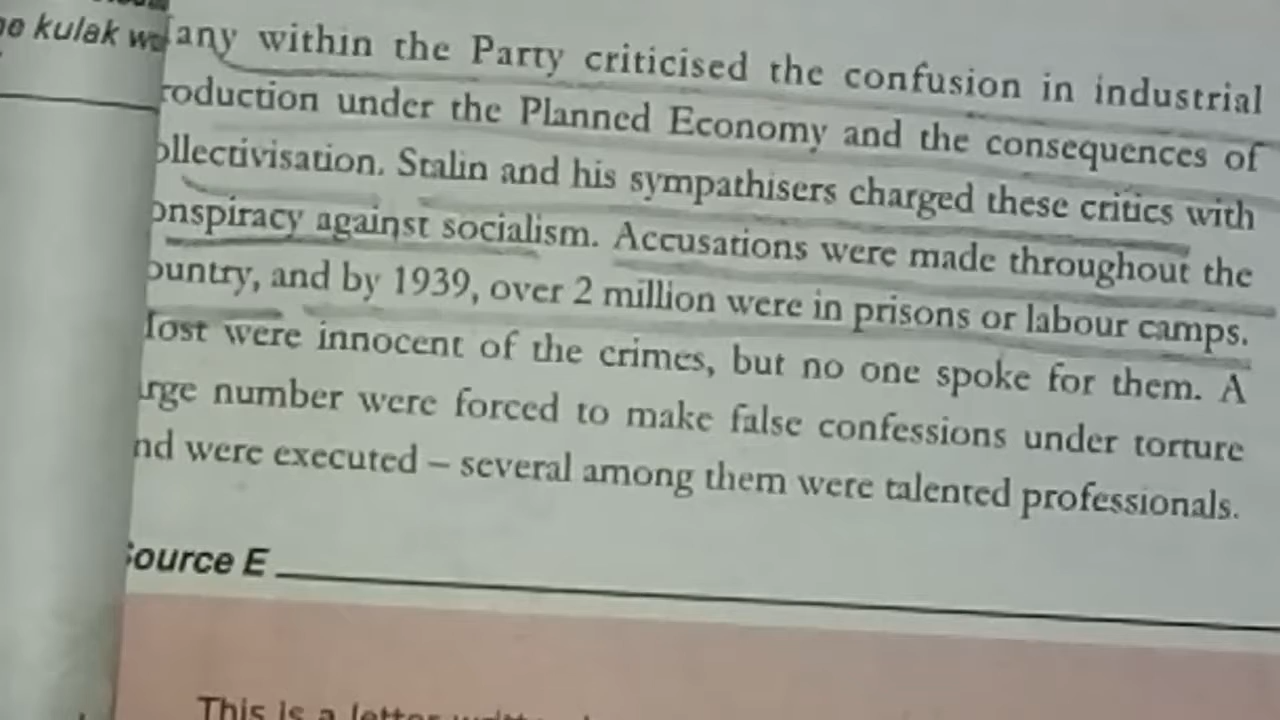 kulak
any within the Party criticised the confusion in industrial
roduction under the Planned Economy and the consequences of
ollectivisation. Stalin and his sympathisers charged these critics with
onspiracy against socialism. Accusations were made throughout the
ountry, and by 1939, over 2 million were in prisons or labour camps.
ost were innocent of the crimes, but no one spoke for them. A
rge number were forced to make false confessions under torture
nd were executed – several among them were talented professionals.
ource E
This is a letter